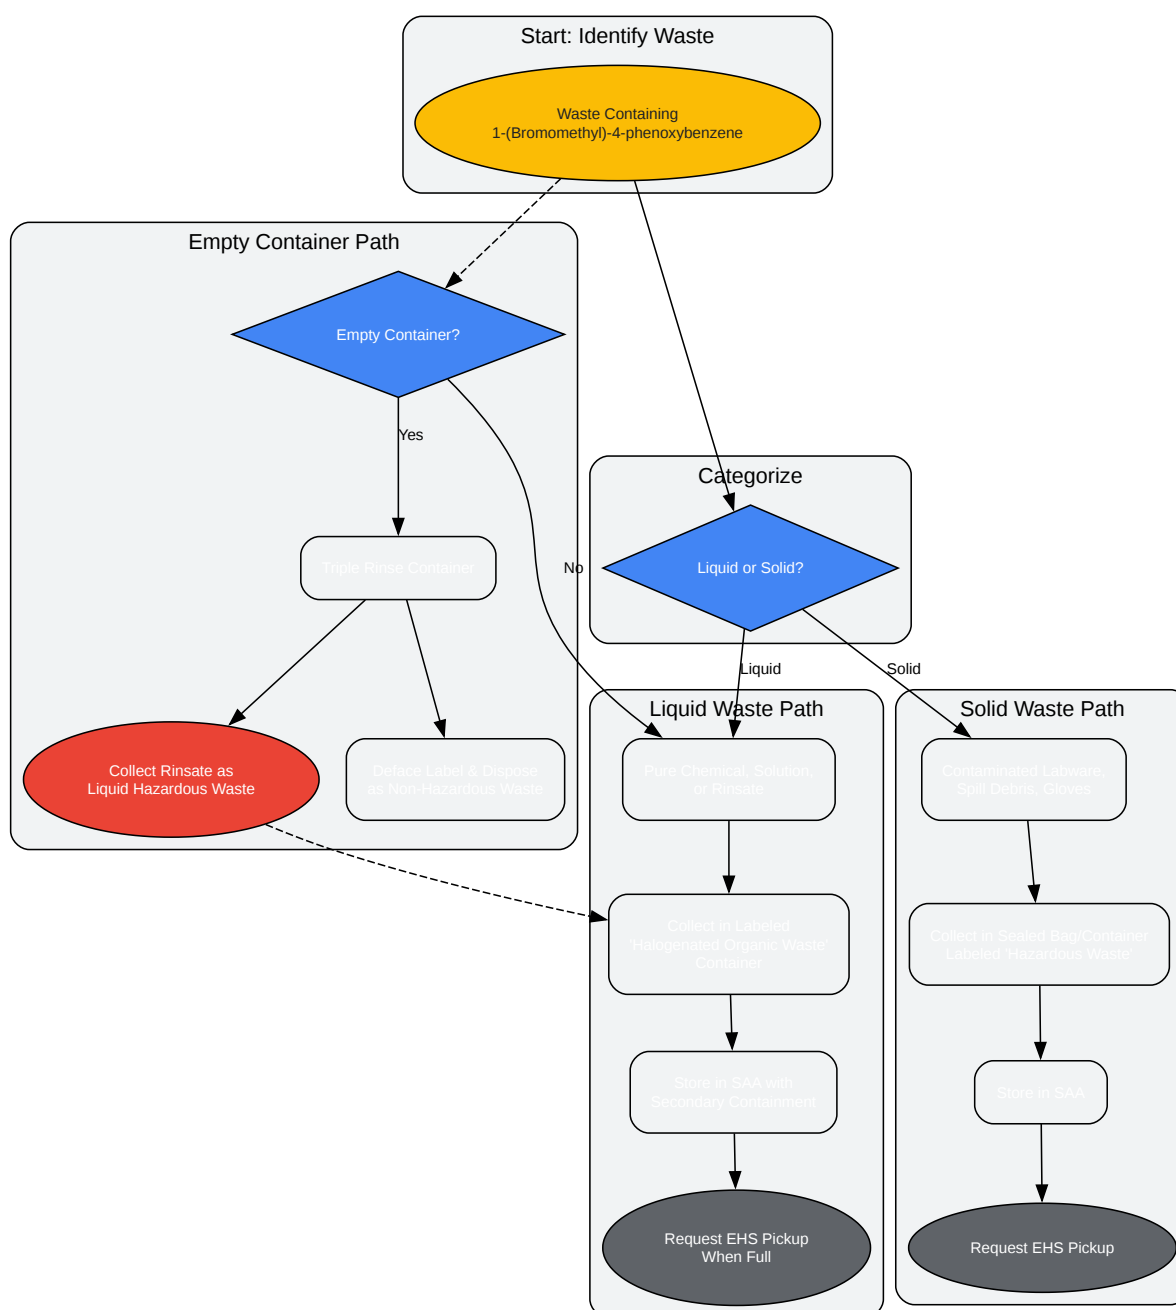 Start: Identify Waste
Waste Containing
1-(Bromomethyl)-4-phenoxybenzene
Empty Container Path
Empty Container?
Yes
Triple Rinse Container
No
Collect Rinsate as
Liquid Hazardous Waste
Deface Label & Dispose
as Non-Hazardous Waste
Categorize
Liquid or Solid?
Liquid
Solid
Liquid Waste Path
Pure Chemical, Solution,
or Rinsate
Collect in Labeled
'Halogenated Organic Waste'
Container
Store in SAA with
Secondary Containment
Request EHS Pickup
When Full
Solid Waste Path
Contaminated Labware,
Spill Debris, Gloves
Collect in Sealed Bag/Container
Labeled 'Hazardous Waste'
Store in SAA
Request EHS Pickup